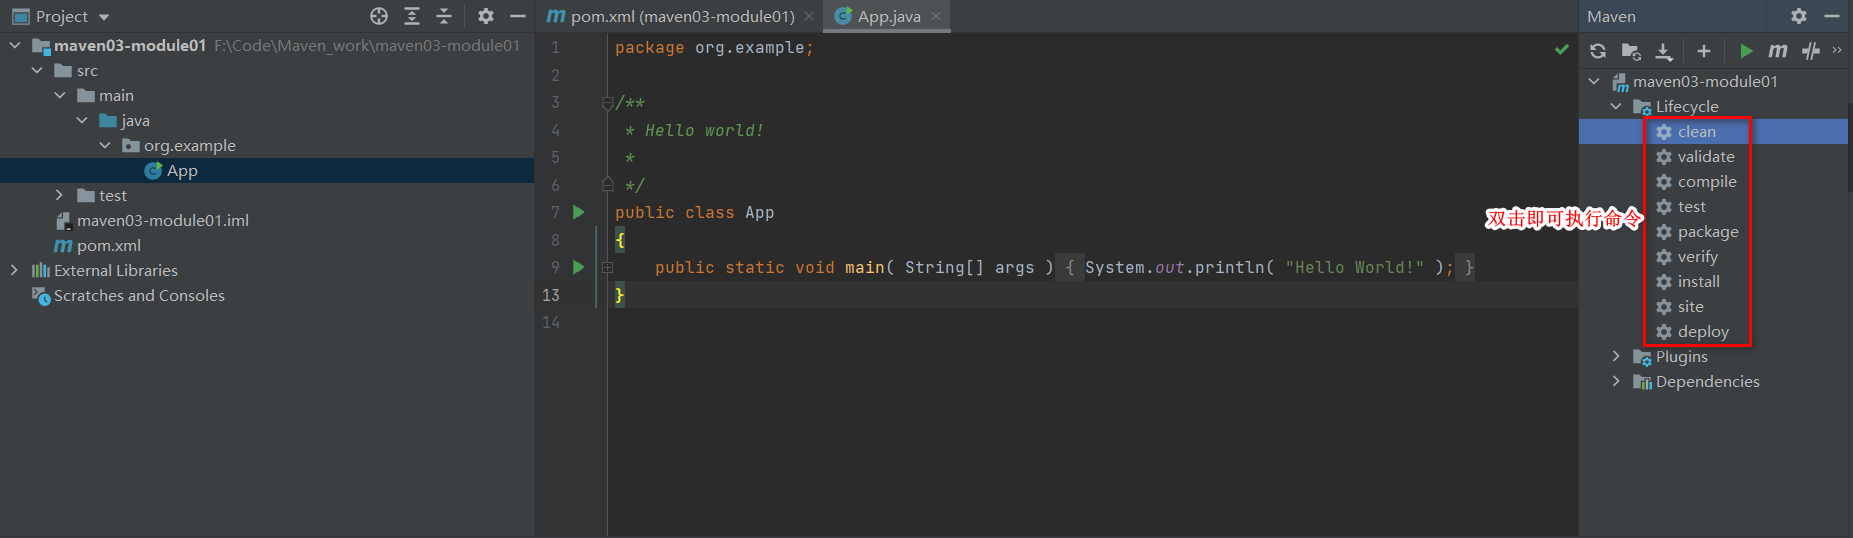 Project
maven03-module01 F:\Code\Maven_work\maven03-module01
src
main
java
org.example
App
test
maven03-module01.iml
pom.xml
External Libraries
Scratches and Consoles
pom.xml (maven03-module01)
App.java
1 package org.example;
2
3 /**
4 * Hello world!
5 *
6 */
7 public class App
8 {
9 public static void main( String[] args ) { System.out.println( "Hello World!" ); }
13 }
14
双击即可执行命令
Maven
maven03-module01
Lifecycle
clean
validate
compile
test
package
verify
install
site
deploy
Plugins
Dependencies